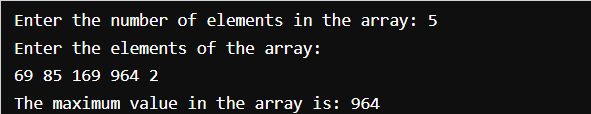 Enter the number of elements in the array: 5
Enter the elements of the array:
69 85 169 964 2
The maximum value in the array is: 964